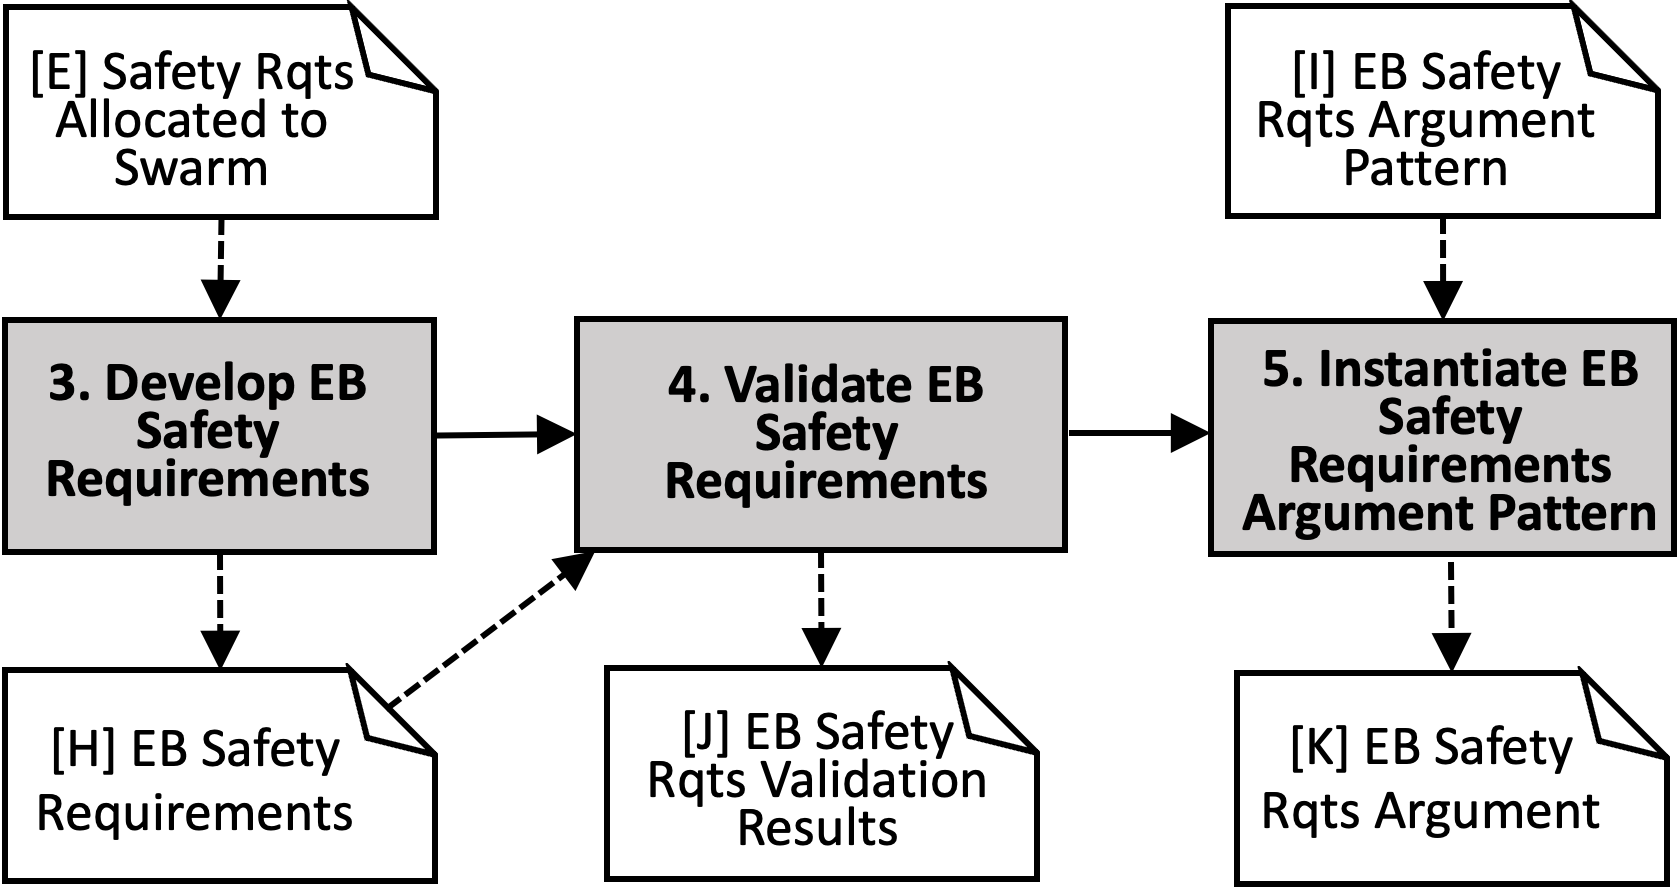 [E] Safety Rqts
Allocated to
Swarm
[I] EB Safety
Rqts Argument
Pattern
3. Develop EB
Safety
Requirements
4. Validate EB
Safety
Requirements
5. Instantiate EB
Safety
Requirements
Argument Pattern
[H] EB Safety
Requirements
[J] EB Safety
Rqts Validation
Results
[K] EB Safety
Rqts Argument